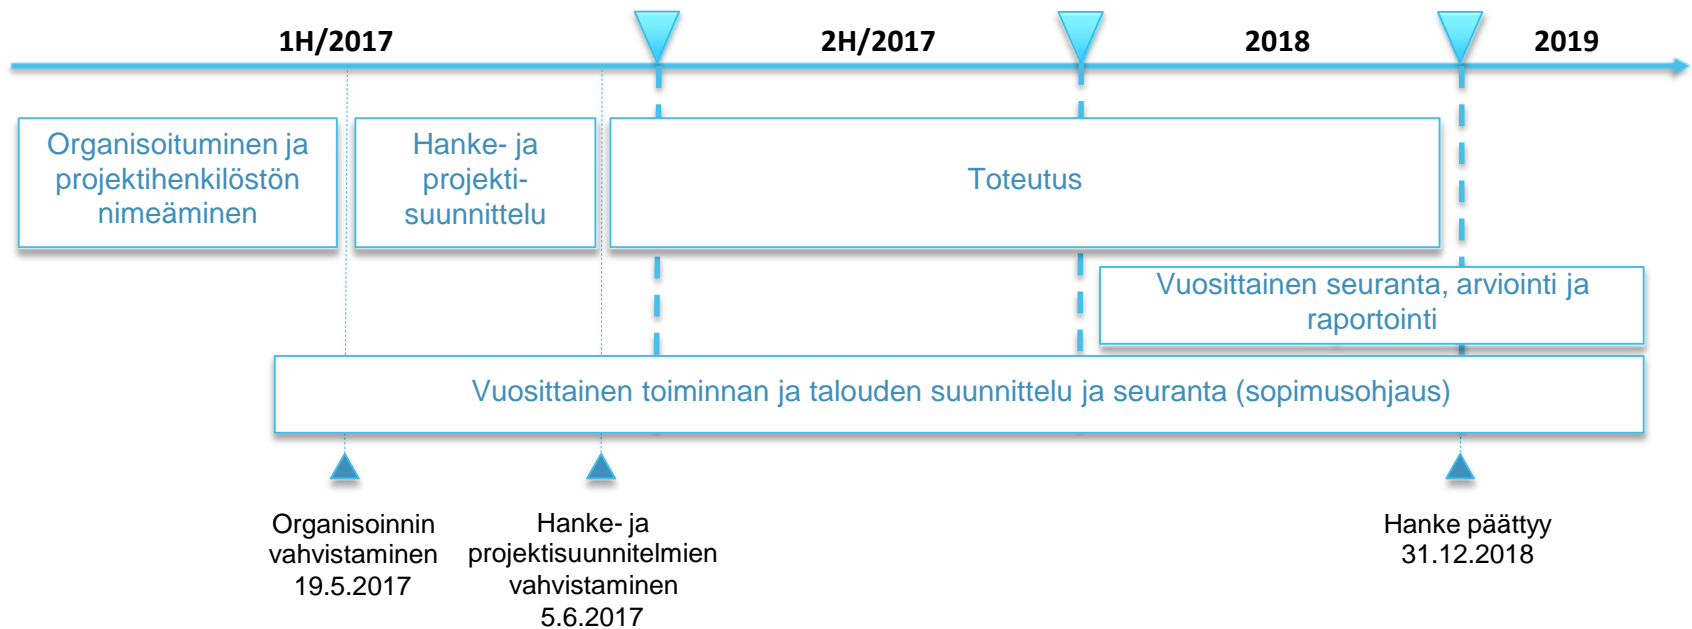 1H/2017
2H/2017
2018
2019
Organisoituminen ja
projektihenkilöstön
nimeäminen
Hanke- ja
projekti-
suunnittelu
Toteutus
Vuosittainen seuranta, arviointi ja
raportointi
Vuosittainen toiminnan ja talouden suunnittelu ja seuranta (sopimusohjaus)
Organisoinnin
vahvistaminen
19.5.2017
Hanke- ja
projektisuunnitelmien
vahvistaminen
5.6.2017
Hanke päättyy
31.12.2018